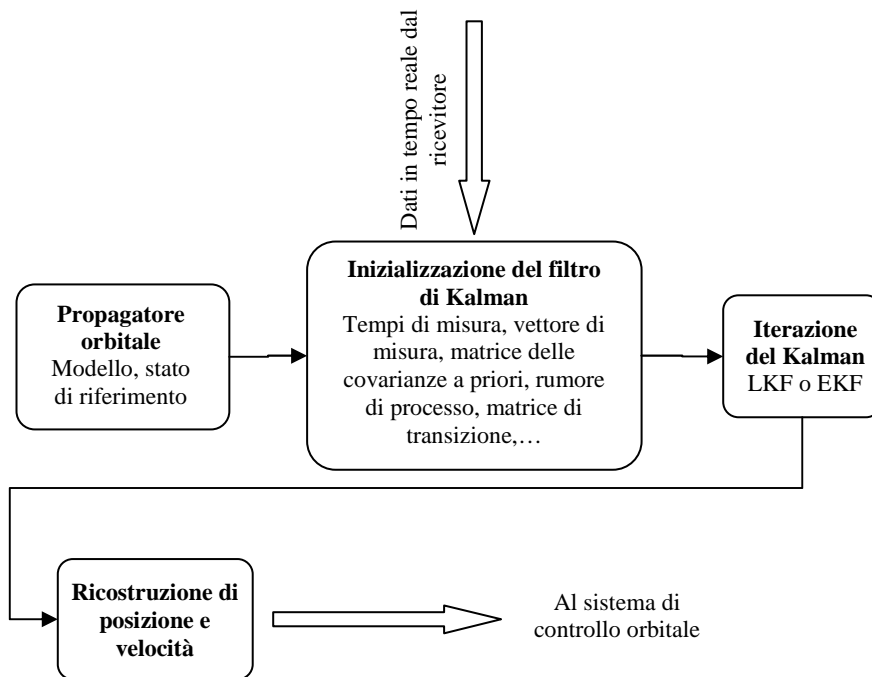 Dati in tempo reale dal
ricevitore
Propagatore
orbitale
Modello, stato
di riferimento
Inizializzazione del filtro
di Kalman
Tempi di misura, vettore di
misura, matrice delle
covarianze a priori, rumore
di processo, matrice di
transizione,…
Iterazione
del Kalman
LKF o EKF
Ricostruzione di
posizione e
velocità
Al sistema di
controllo orbitale